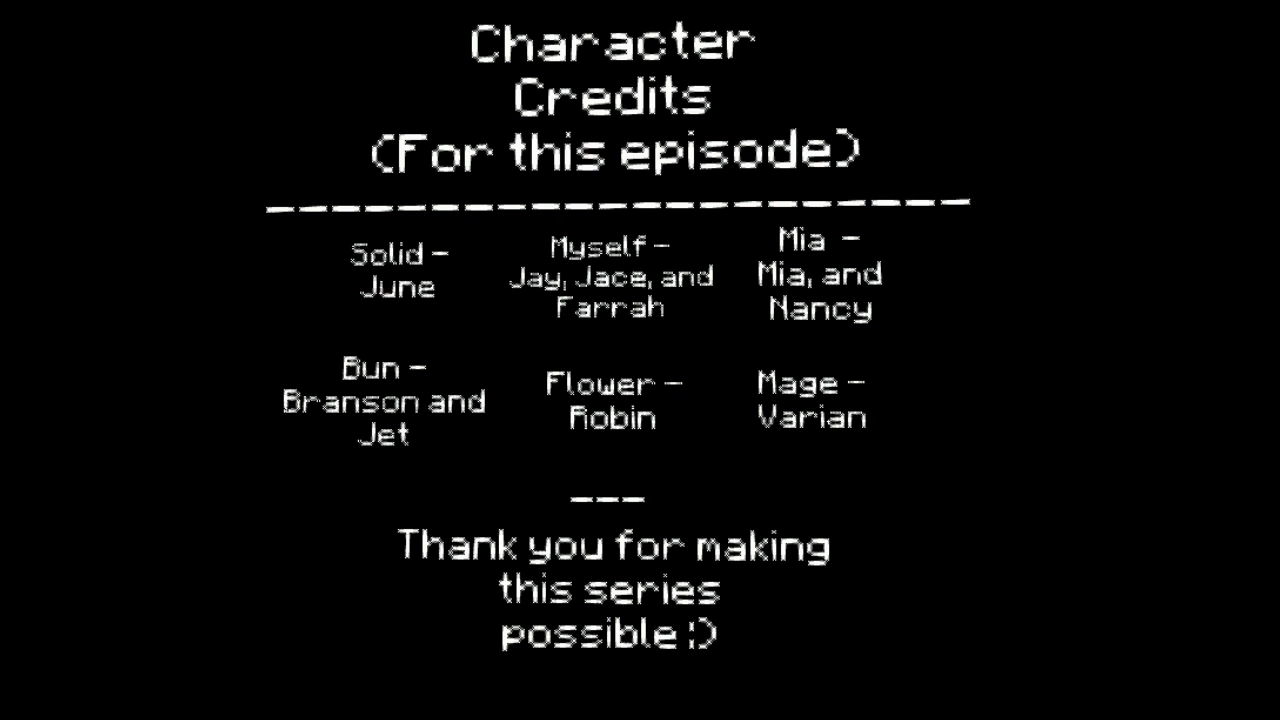 Character
Credits
(For this episode)
----------------------
Solid -
June
Myself -
Jay, Jace, and
Farrah
Mia -
Mia, and
Nancy
Bun -
Branson and
Jet
Flower -
Robin
Mage -
Varian
---
Thank you for making
this series
possible :)